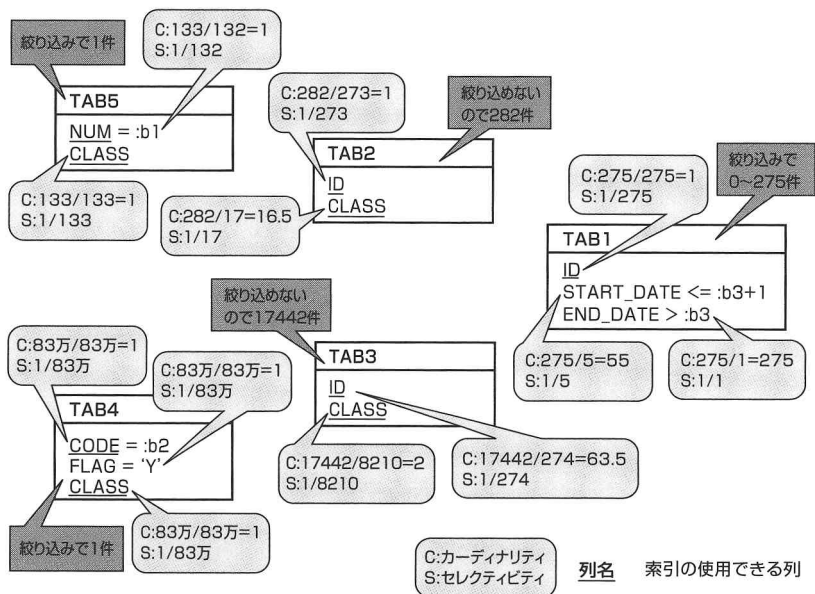 絞り込みで1件
C:133/132=1
S:1/132
TAB5
NUM = :b1
CLASS
C:133/133=1
S:1/133
C:282/273=1
S:1/273
絞り込めない
ので282件
TAB2
ID
CLASS
C:282/17=16.5
S:1/17
C:275/275=1
S:1/275
絞り込みで
0~275件
TAB1
ID
START_DATE <= :b3+1
END_DATE > :b3
C:275/5=55
S:1/5
C:275/1=275
S:1/1
絞り込めない
ので17442件
TAB3
ID
CLASS
C:17442/8210=2
S:1/8210
C:17442/274=63.5
S:1/274
C:83万/83万=1
S:1/83万
C:83万/83万=1
S:1/83万
TAB4
CODE = :b2
FLAG = ‘Y’
CLASS
絞り込みで1件
C:83万/83万=1
S:1/83万
C:カーディナリティ
S:セレクティビティ
列名 索引の使用できる列